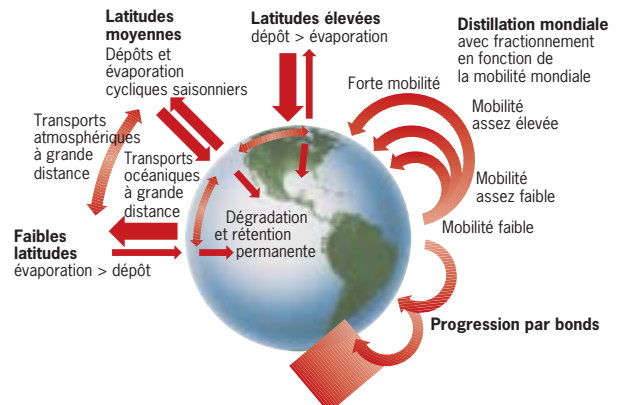 Latitudes
moyennes
Dépôts et
évaporation
cycliques saisonniers
Latitudes élevées
dépôt > évaporation
Distillation mondiale
avec fractionnement
en fonction de
la mobilité mondiale
Forte mobilité
Mobilité
assez élevée
Mobilité
assez faible
Mobilité faible
Transports
atmosphériques
à grande
distance
Transports
océaniques
à grande
distance
Dégradation
et rétention
permanente
Faibles
latitudes
évaporation > dépôt
Progression par bonds